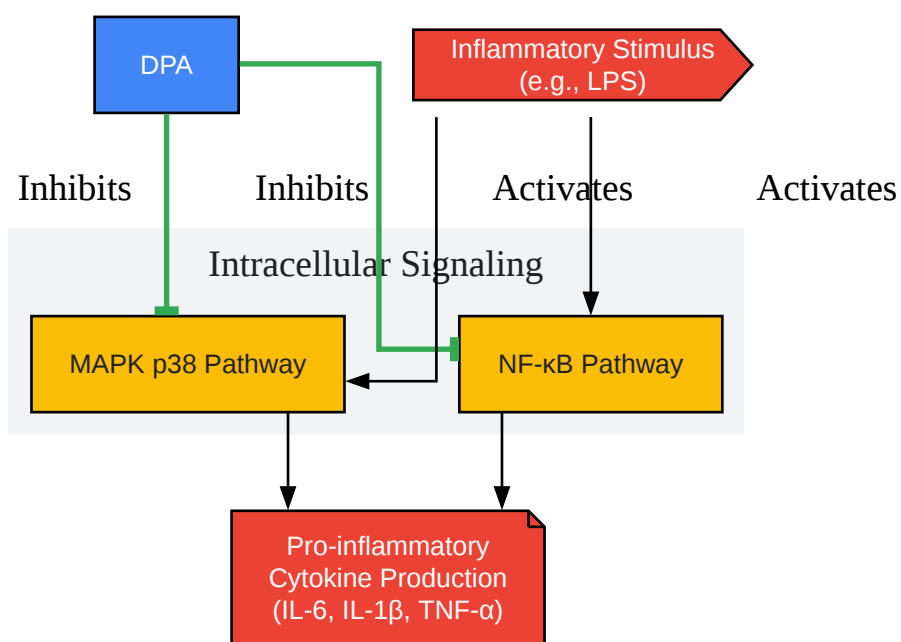 DPA
Inflammatory Stimulus
(e.g., LPS)
Inhibits
Inhibits
Activates
Activates
Intracellular Signaling
MAPK p38 Pathway
NF-κB Pathway
Pro-inflammatory
Cytokine Production
(IL-6, IL-1β, TNF-α)